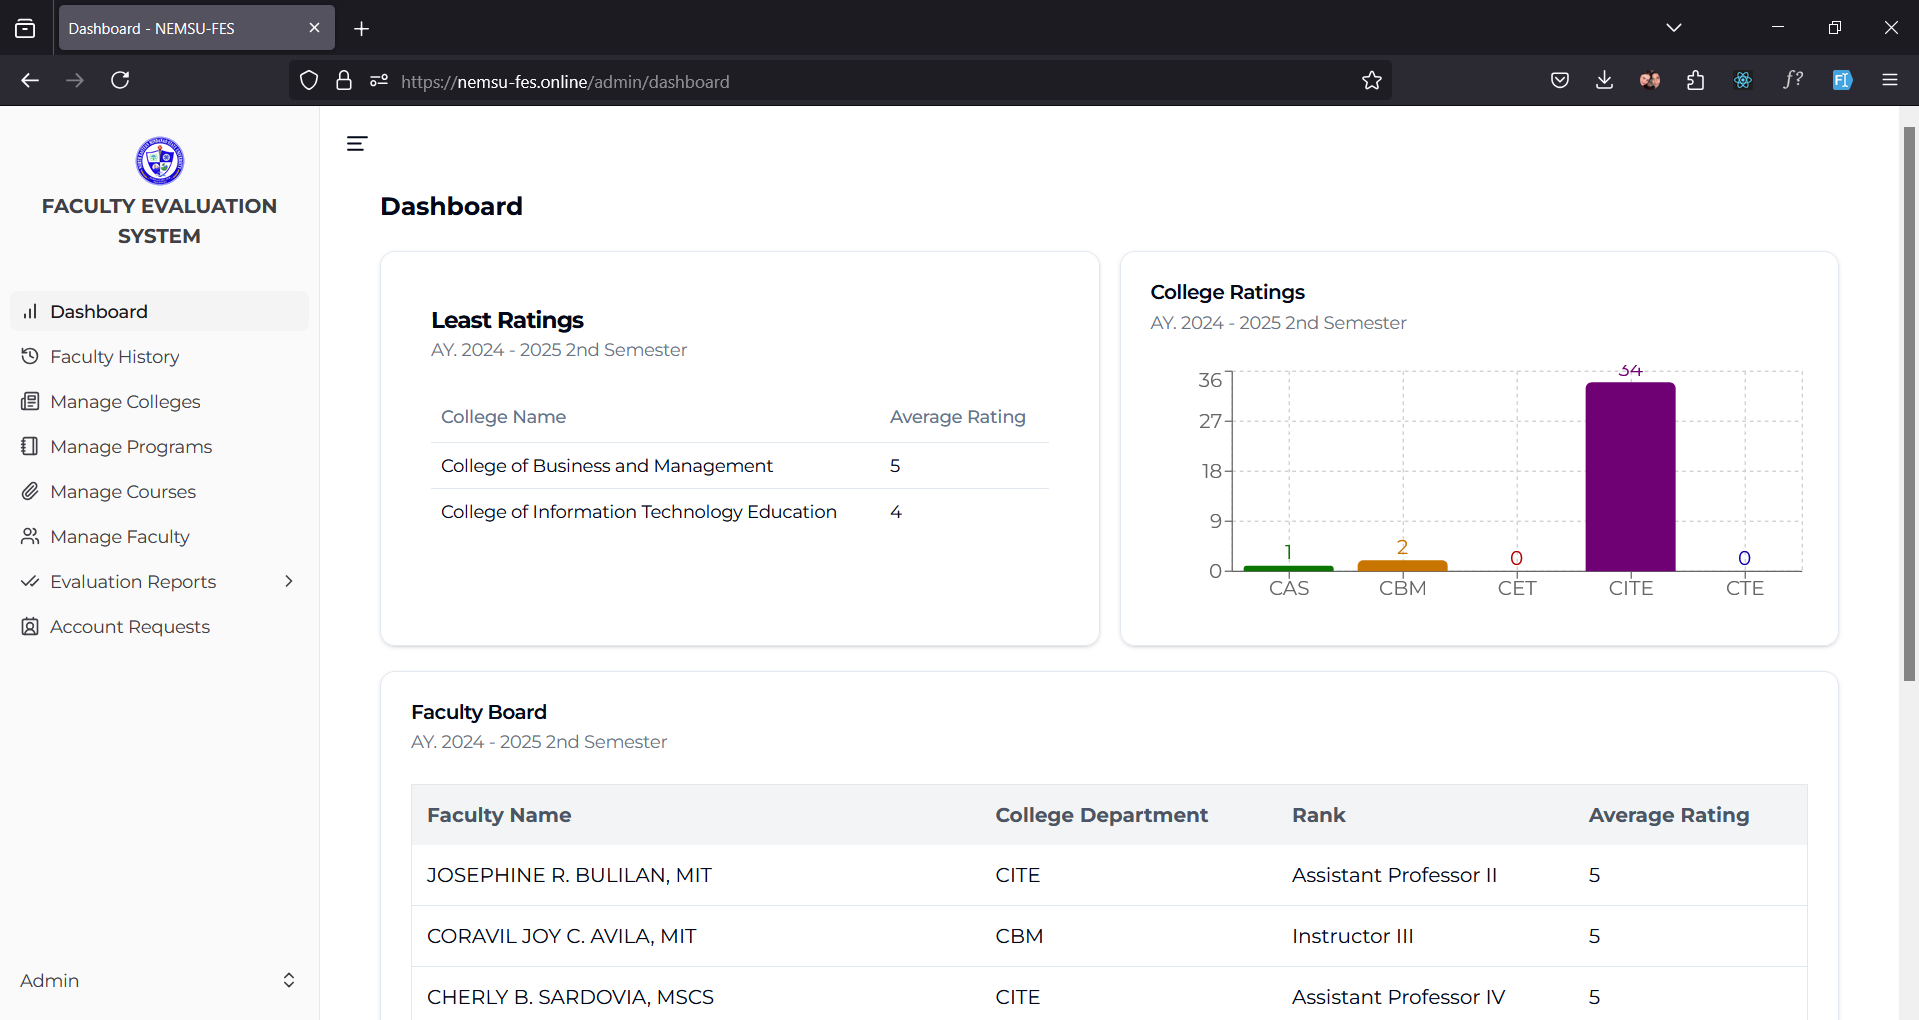 Dashboard - NEMSU-FES
https://nemsu-fes.online/admin/dashboard
FACULTY EVALUATION
SYSTEM
Dashboard
Faculty History
Manage Colleges
Manage Programs
Manage Courses
Manage Faculty
Evaluation Reports
Account Requests
Admin
Dashboard
Least Ratings
AY. 2024 - 2025 2nd Semester
College Name Average Rating
College of Business and Management 5
College of Information Technology Education 4
College Ratings
AY. 2024 - 2025 2nd Semester
36
27
18
9
0
1 2 0 34 0
CAS CBM CET CITE CTE
Faculty Board
AY. 2024 - 2025 2nd Semester
Faculty Name College Department Rank Average Rating
JOSEPHINE R. BULILAN, MIT CITE Assistant Professor II 5
CORAVIL JOY C. AVILA, MIT CBM Instructor III 5
CHERLY B. SARDOVIA, MSCS CITE Assistant Professor IV 5